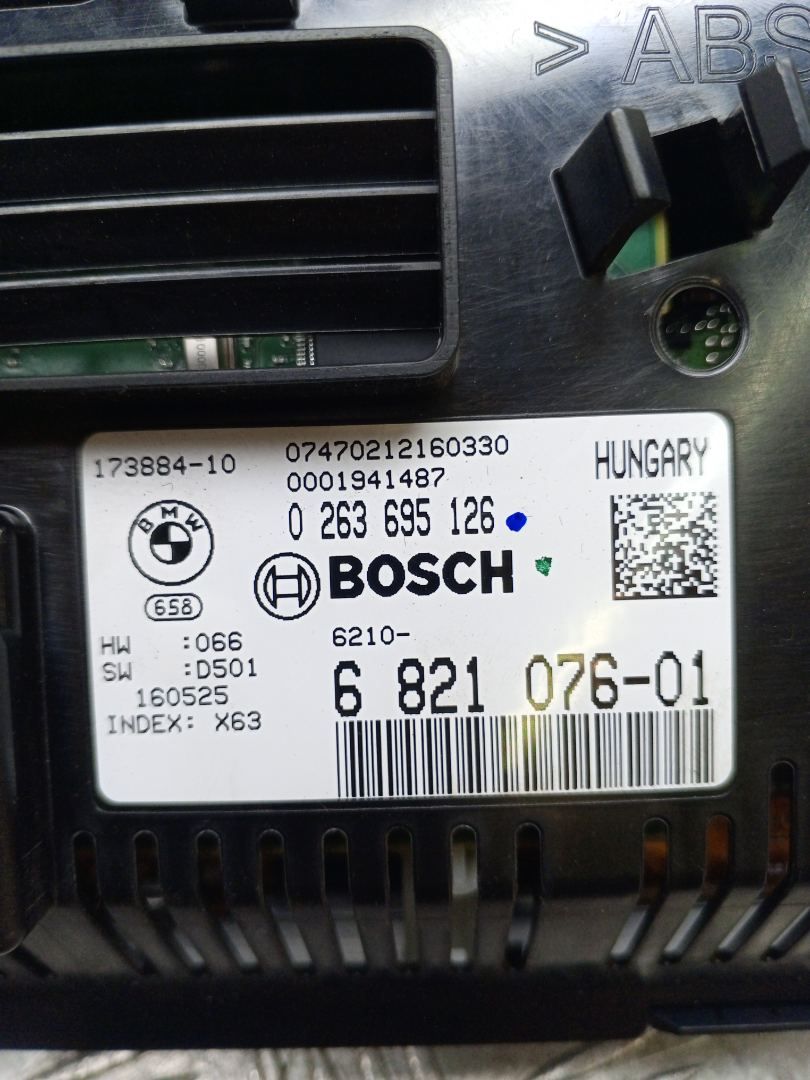 > ABS
173884-10
07470212160330
0001941487
HUNGARY
0 263 695 126
BMW
BOSCH
658
HW :066
6210-
SW :D501
6 821 076-01
160525
INDEX: X63